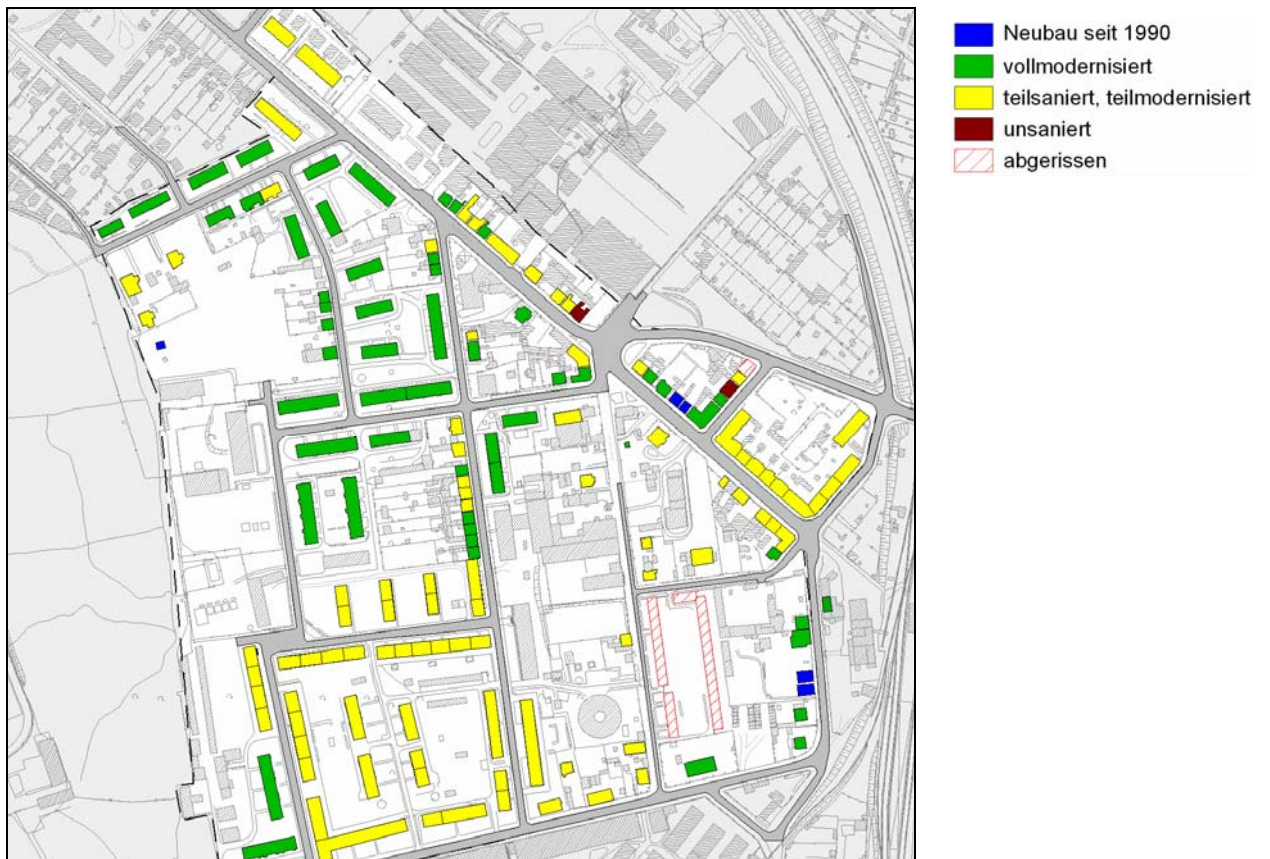 Neubau seit 1990
vollmodernisiert
teilsaniert, teilmodernisiert
unsaniert
abgerissen